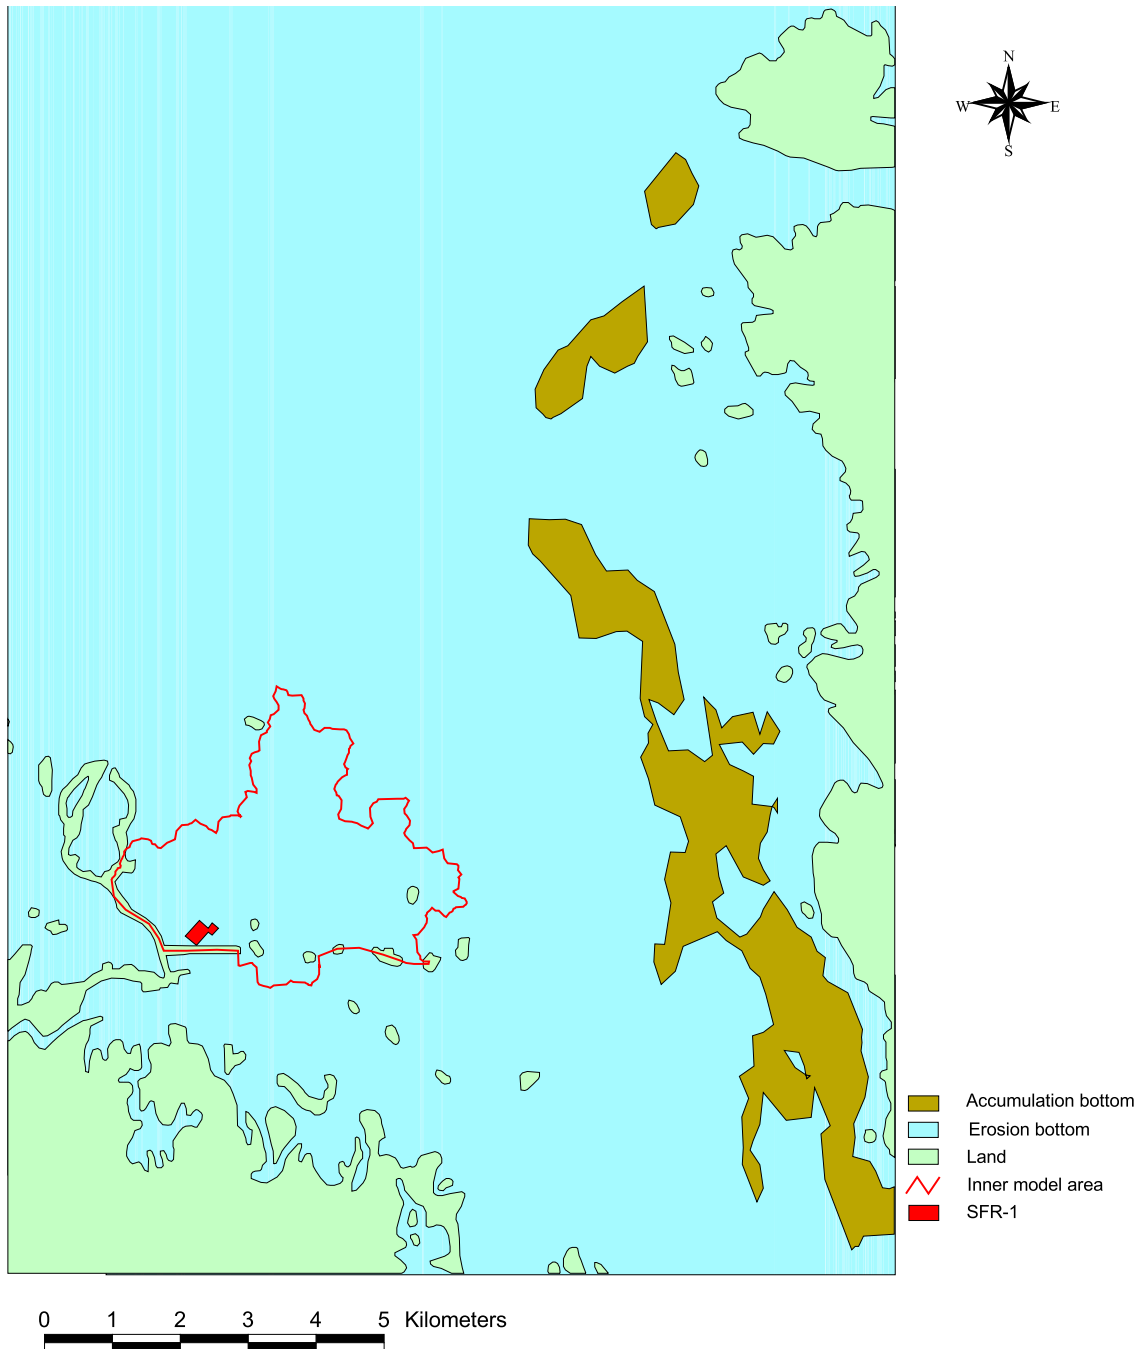 N
W E
S
Accumulation bottom
Erosion bottom
Land
Inner model area
SFR-1
0 1 2 3 4 5 Kilometers